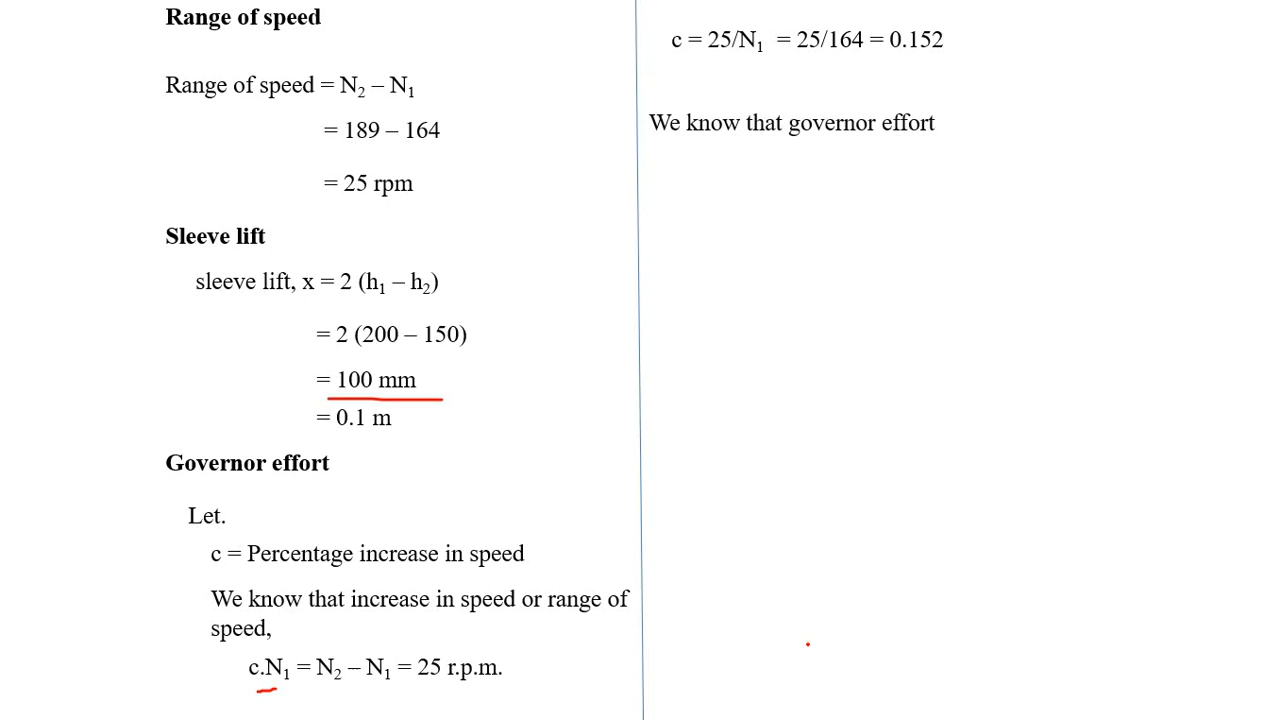 Range of speed
Range of speed = N₂ – N₁
= 189 – 164
= 25 rpm
Sleeve lift
sleeve lift, x = 2 (h₁ – h₂)
= 2 (200 – 150)
= 100 mm
= 0.1 m
Governor effort
Let.
c = Percentage increase in speed
We know that increase in speed or range of
speed,
c.N₁ = N₂ – N₁ = 25 r.p.m.
c = 25/N₁ = 25/164 = 0.152
We know that governor effort